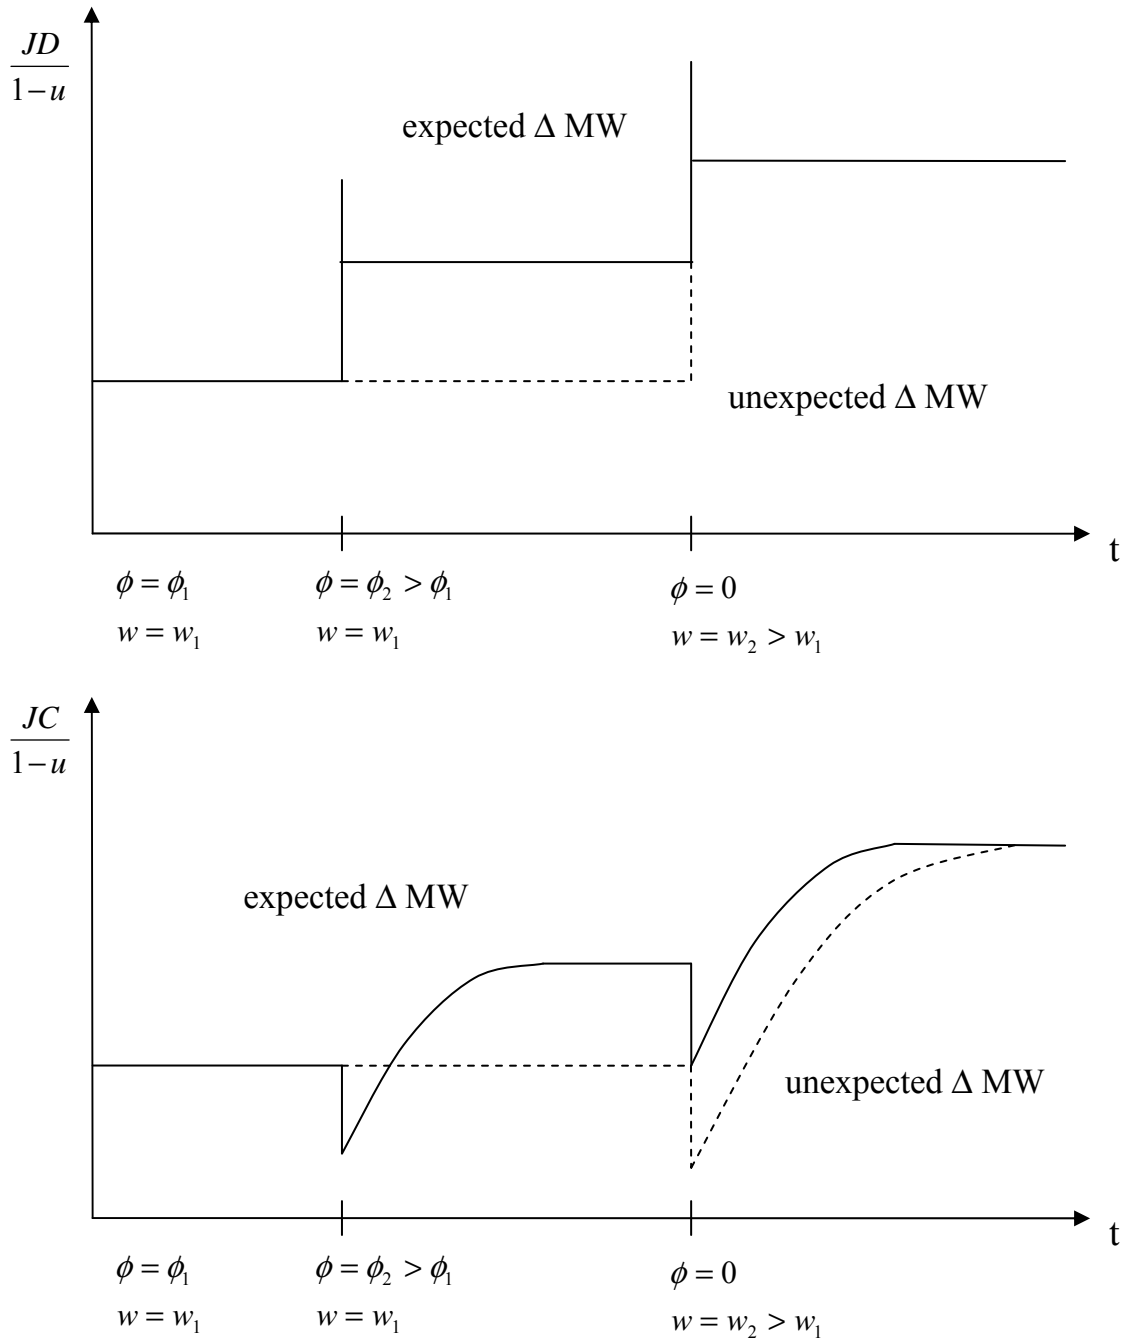 JD
1−u
expected Δ MW
unexpected Δ MW
t
ϕ = ϕ₁
w = w₁
ϕ = ϕ₂ > ϕ₁
w = w₁
ϕ = 0
w = w₂ > w₁
JC
1−u
expected Δ MW
unexpected Δ MW
t
ϕ = ϕ₁
w = w₁
ϕ = ϕ₂ > ϕ₁
w = w₁
ϕ = 0
w = w₂ > w₁